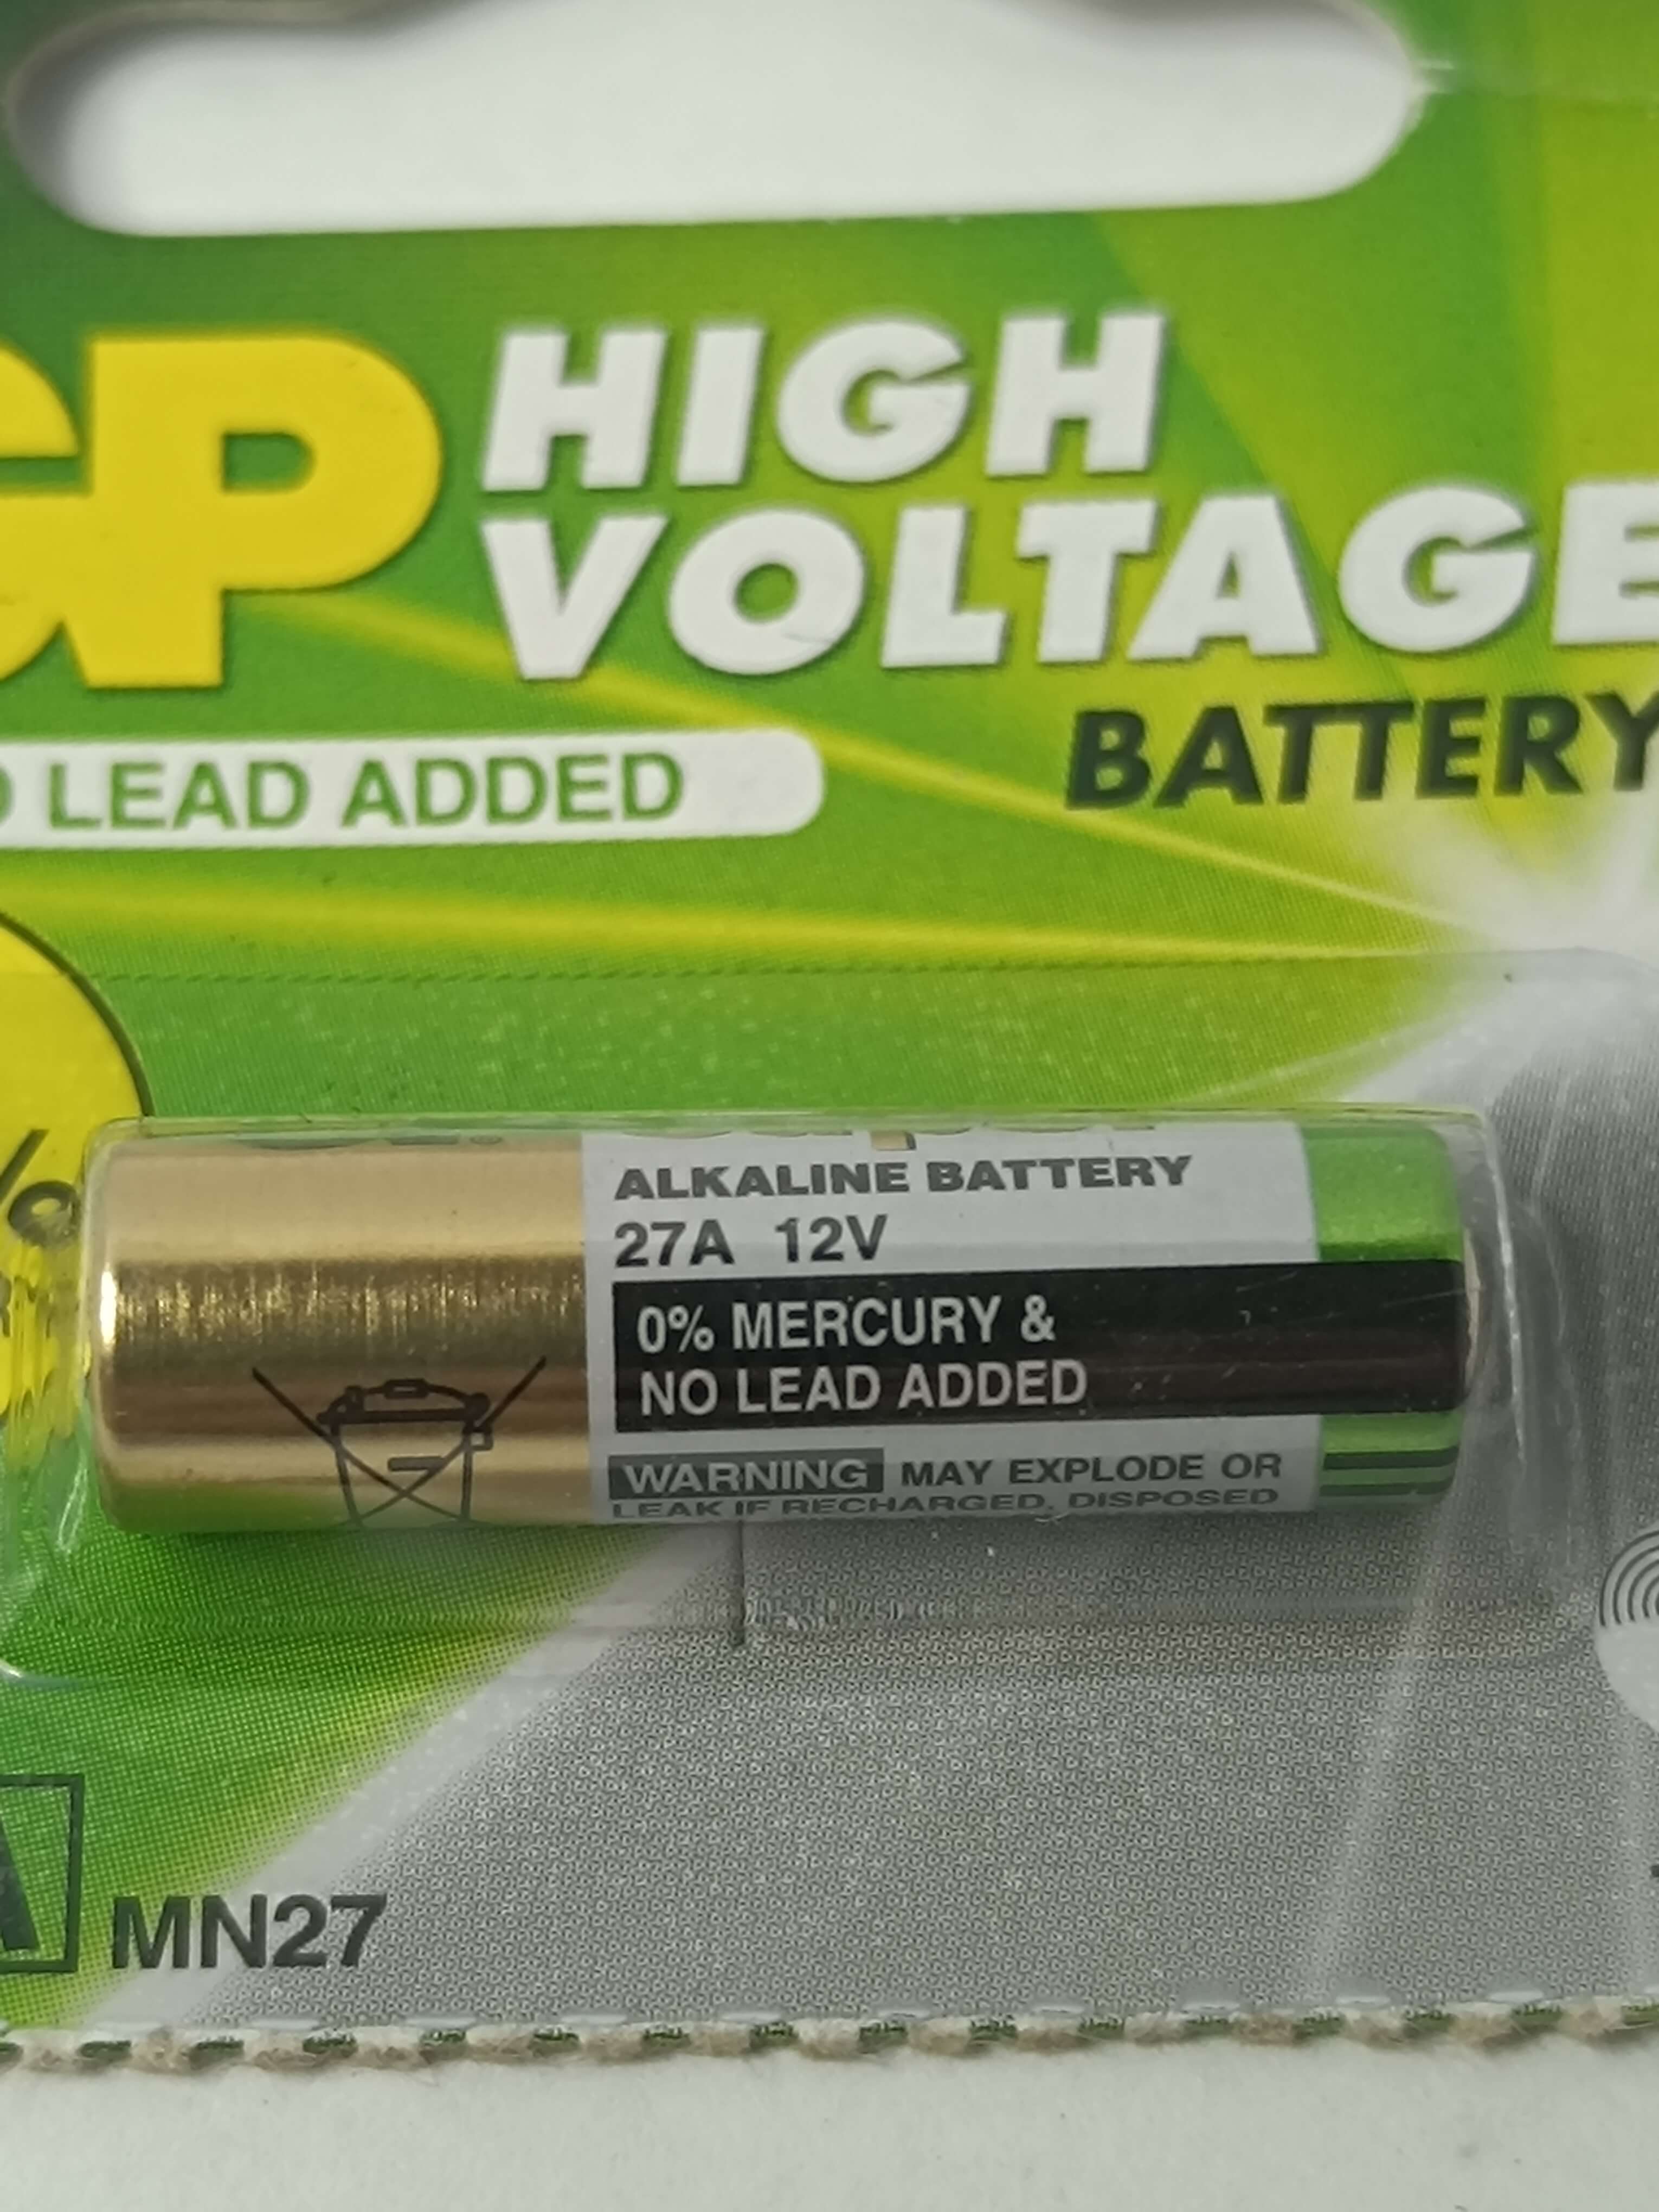 GP HIGH
VOLTAGE
BATTERY
LEAD ADDED
%
ALKALINE BATTERY
27A 12V
0% MERCURY &
NO LEAD ADDED
WARNING MAY EXPLODE OR
LEAK IF RECHARGED, DISPOSED
A MN27